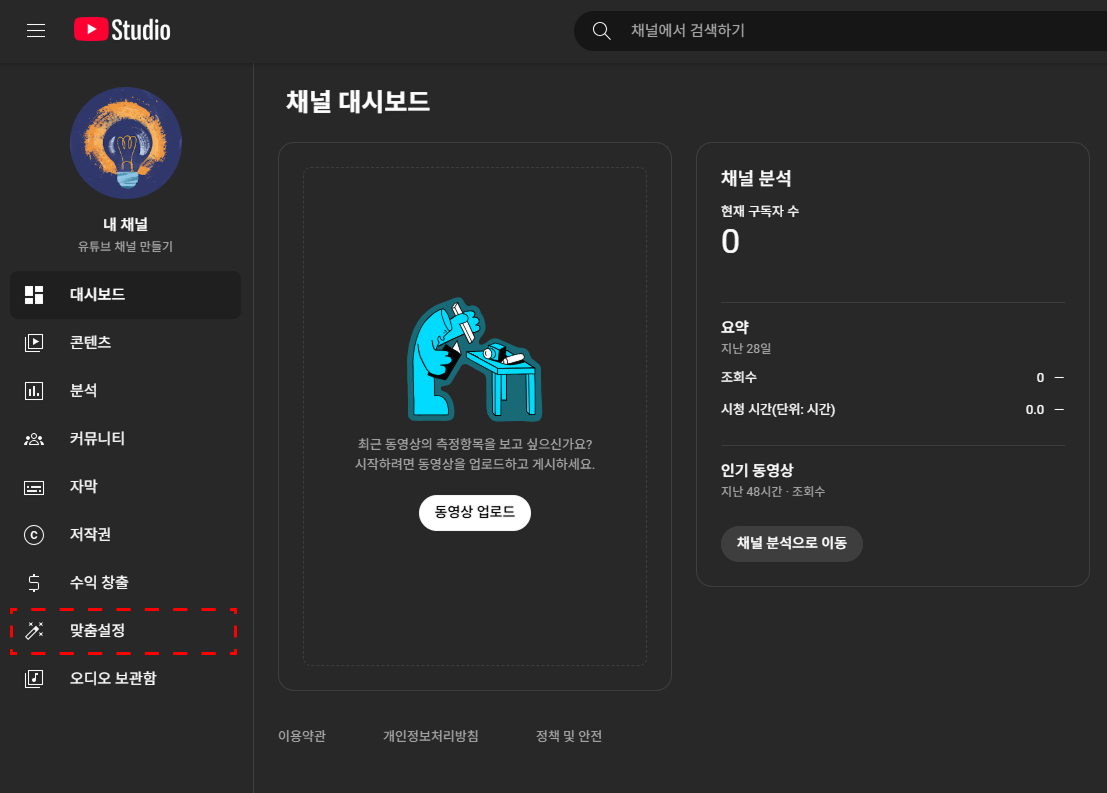 Studio
채널에서 검색하기
내 채널
유튜브 채널 만들기
대시보드
콘텐츠
분석
커뮤니티
자막
저작권
수익 창출
맞춤설정
오디오 보관함
채널 대시보드
최근 동영상의 측정항목을 보고 싶으신가요?
시작하려면 동영상을 업로드하고 게시하세요.
동영상 업로드
채널 분석
현재 구독자 수
0
요약
지난 28일
조회수 0 —
시청 시간(단위: 시간) 0.0 —
인기 동영상
지난 48시간 · 조회수
채널 분석으로 이동
이용약관 개인정보처리방침 정책 및 안전